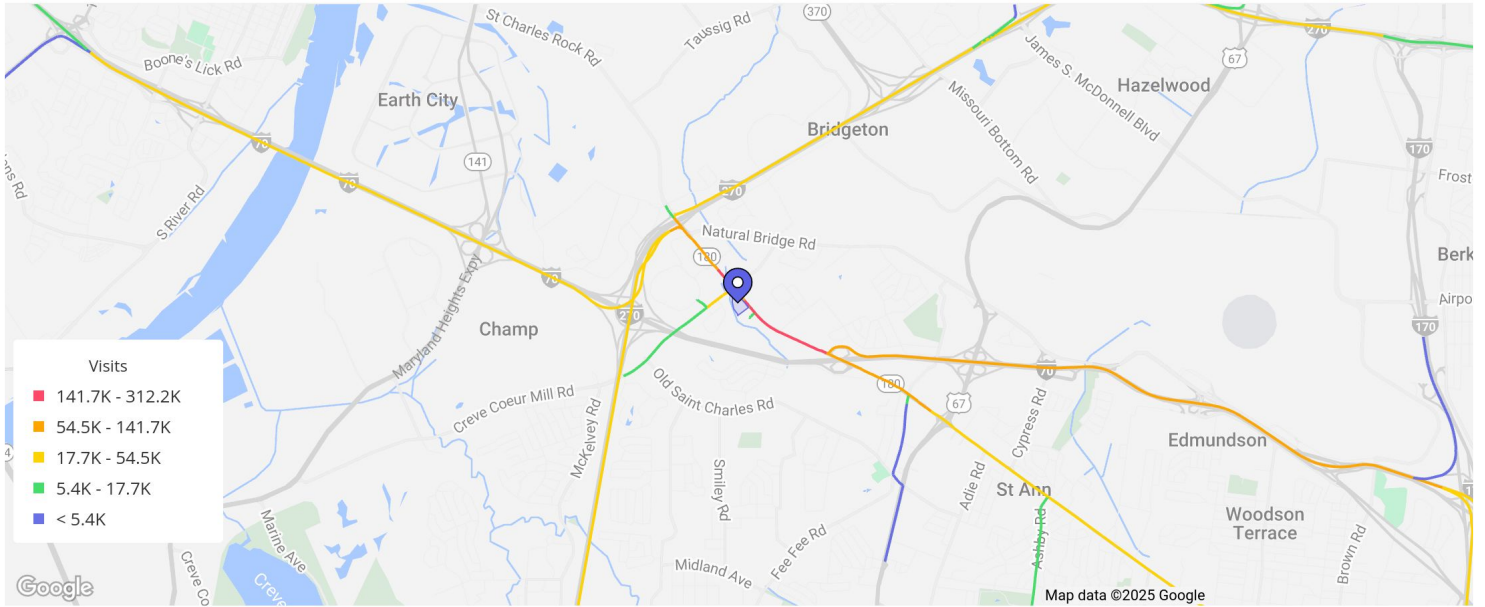 St Charles Rock Rd
Taussig Rd
370
270
67
James S. McDonnell Blvd
Hazelwood
Boone's Lick Rd
Earth City
70
Bridgeton
Missouri Bottom Rd
141
170
70
270
Frost
S River Rd
Natural Bridge Rd
180
Berk
70
Maryland Heights Expy
Airpo
Champ
270
170
180
70
67
Creve Coeur Mill Rd
Old Saint Charles Rd
McKelvey Rd
Cypress Rd
Edmundson
Smiley Rd
Adie Rd
St Ann
Woodson
Terrace
Ashby Rd
Fee Fee Rd
Marine Ave
Midland Ave
Brown Rd
Creve Co
Creve
Visits
141.7K - 312.2K
54.5K - 141.7K
17.7K - 54.5K
5.4K - 17.7K
< 5.4K
Google
Map data ©2025 Google